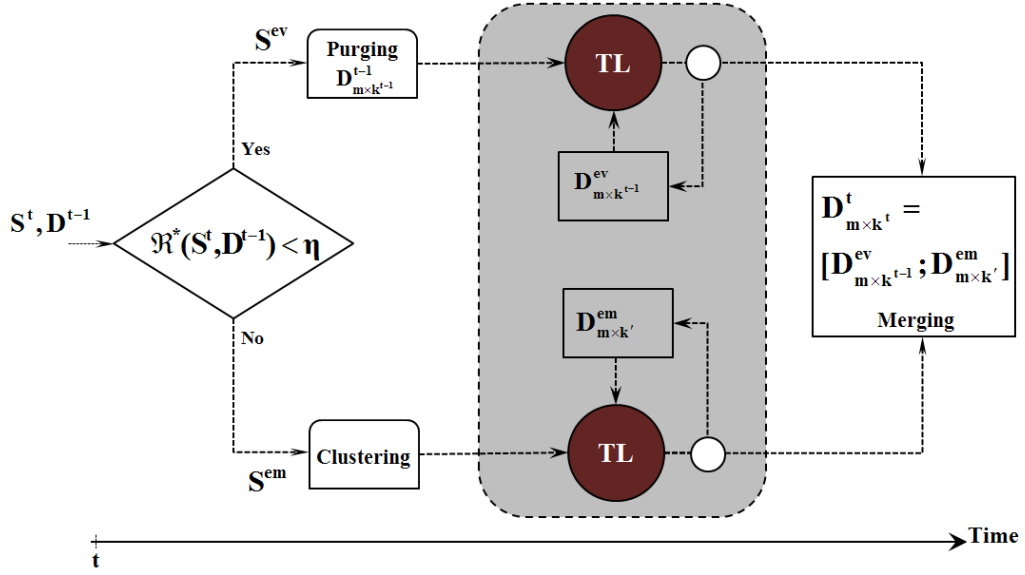 S^ev
Purging
D^{t−1}_{m×k^{t−1}}
TL
Yes
D^{ev}_{m×k^{t−1}}
S^t, D^{t−1}
ℜ^*(S^t, D^{t−1}) < η
D^t_{m×k^t} =
[D^{ev}_{m×k^{t−1}} ; D^{em}_{m×k′}]
Merging
No
D^{em}_{m×k′}
Clustering
S^em
TL
Time
t